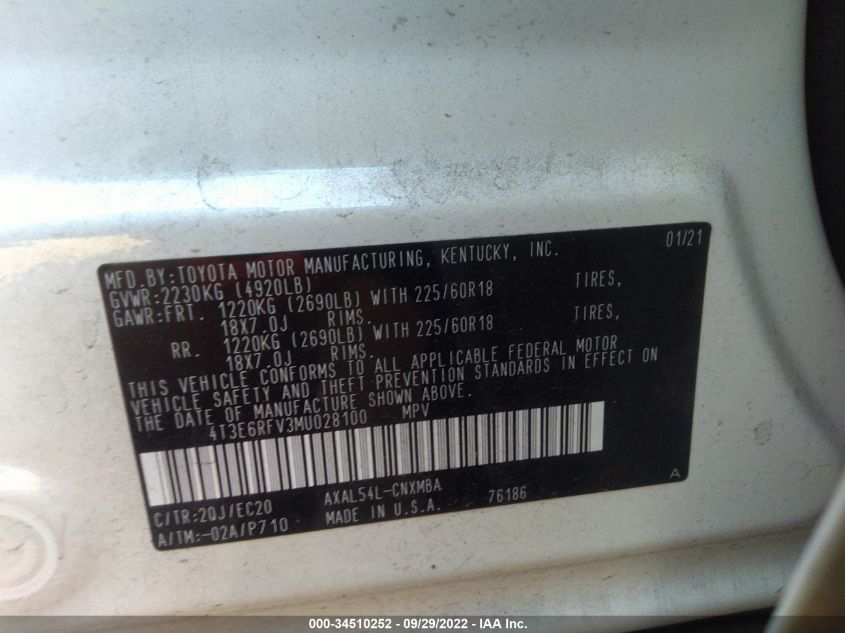 01/21
MFD.BY:TOYOTA MOTOR MANUFACTURING, KENTUCKY, INC.
GVWR:2230KG (4920LB)
GAWR:FRT. 1220KG (2690LB) WITH 225/60R18 TIRES,
18X7.0J RIMS.
RR. 1220KG (2690LB) WITH 225/60R18 TIRES,
18X7.0J RIMS.
THIS VEHICLE CONFORMS TO ALL APPLICABLE FEDERAL MOTOR
VEHICLE SAFETY AND THEFT PREVENTION STANDARDS IN EFFECT ON
THE DATE OF MANUFACTURE SHOWN ABOVE.
4T3E6RFV3MU028100 MPV
C/TR:20J/EC20 AXAL54L-CNXMBA 76186 A
A/TM:-02A/P710 MADE IN U.S.A.
000-34510252 - 09/29/2022 - IAAI Inc.